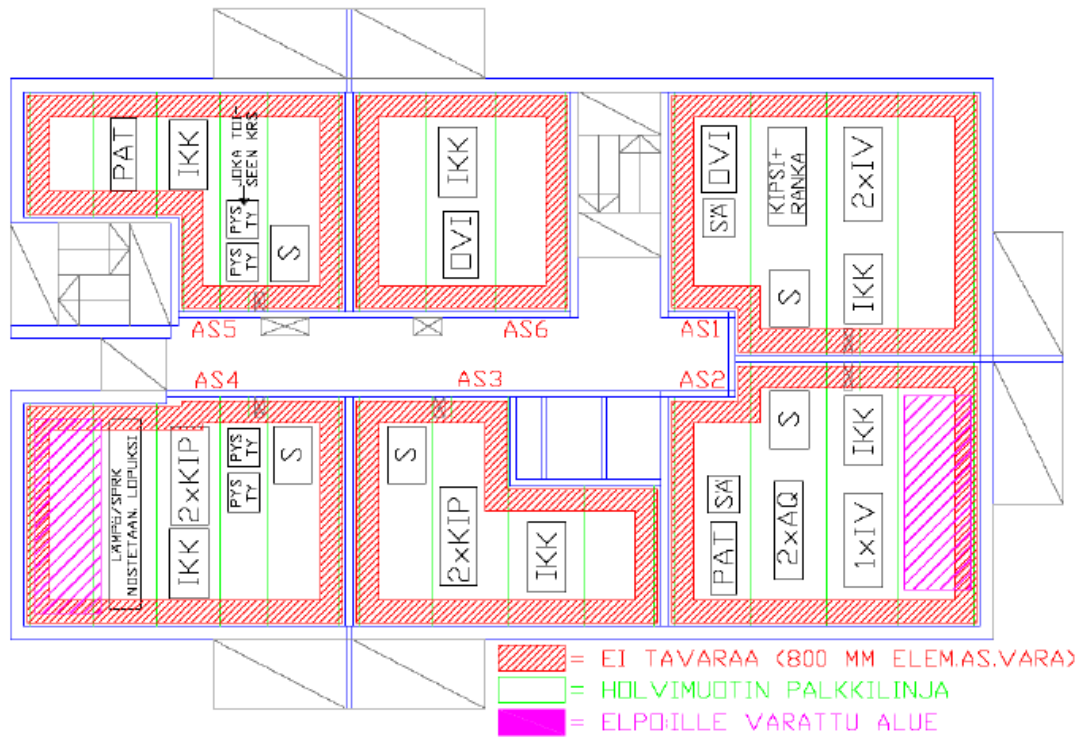 PAT
IKK
JOKA TOI-
SEEN KRS
PYS
TY
PYS
TY
S
IKK
OVI
OVI
SÄ
KIPSI+
RANKA
2xIV
S
IKK
AS5
AS6
AS1
AS4
AS3
AS2
LÄMPÖ/SPRK
NOSTETAAN LOPUKSI
2xKIP
IKK
PYS
TY
PYS
TY
S
S
2xKIP
IKK
S
IKK
PAT
SÄ
2xAQ
1xIV
= EI TAVARAA (800 MM ELEM.AS.VARA)
= HOLVIMUOTIN PALKKILINJA
= ELPO:ILLE VARATTU ALUE